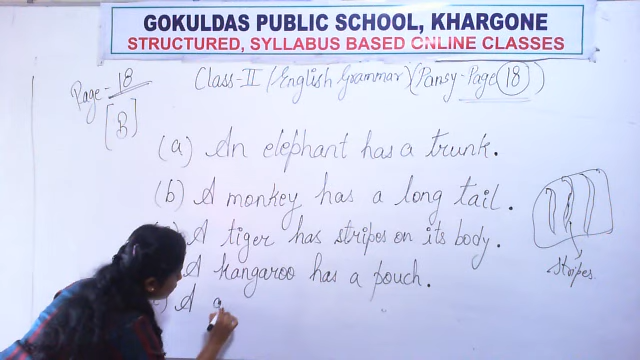 GOKULDAS PUBLIC SCHOOL, KHARGONE
STRUCTURED, SYLLABUS BASED ONLINE CLASSES
Page - 18
Class-II (English Grammar) (Pansy-Page 18)
[B]
(a) An elephant has a trunk.
(b) A monkey has a long tail.
A tiger has stripes on its body.
A kangaroo has a pouch.
A
stripes